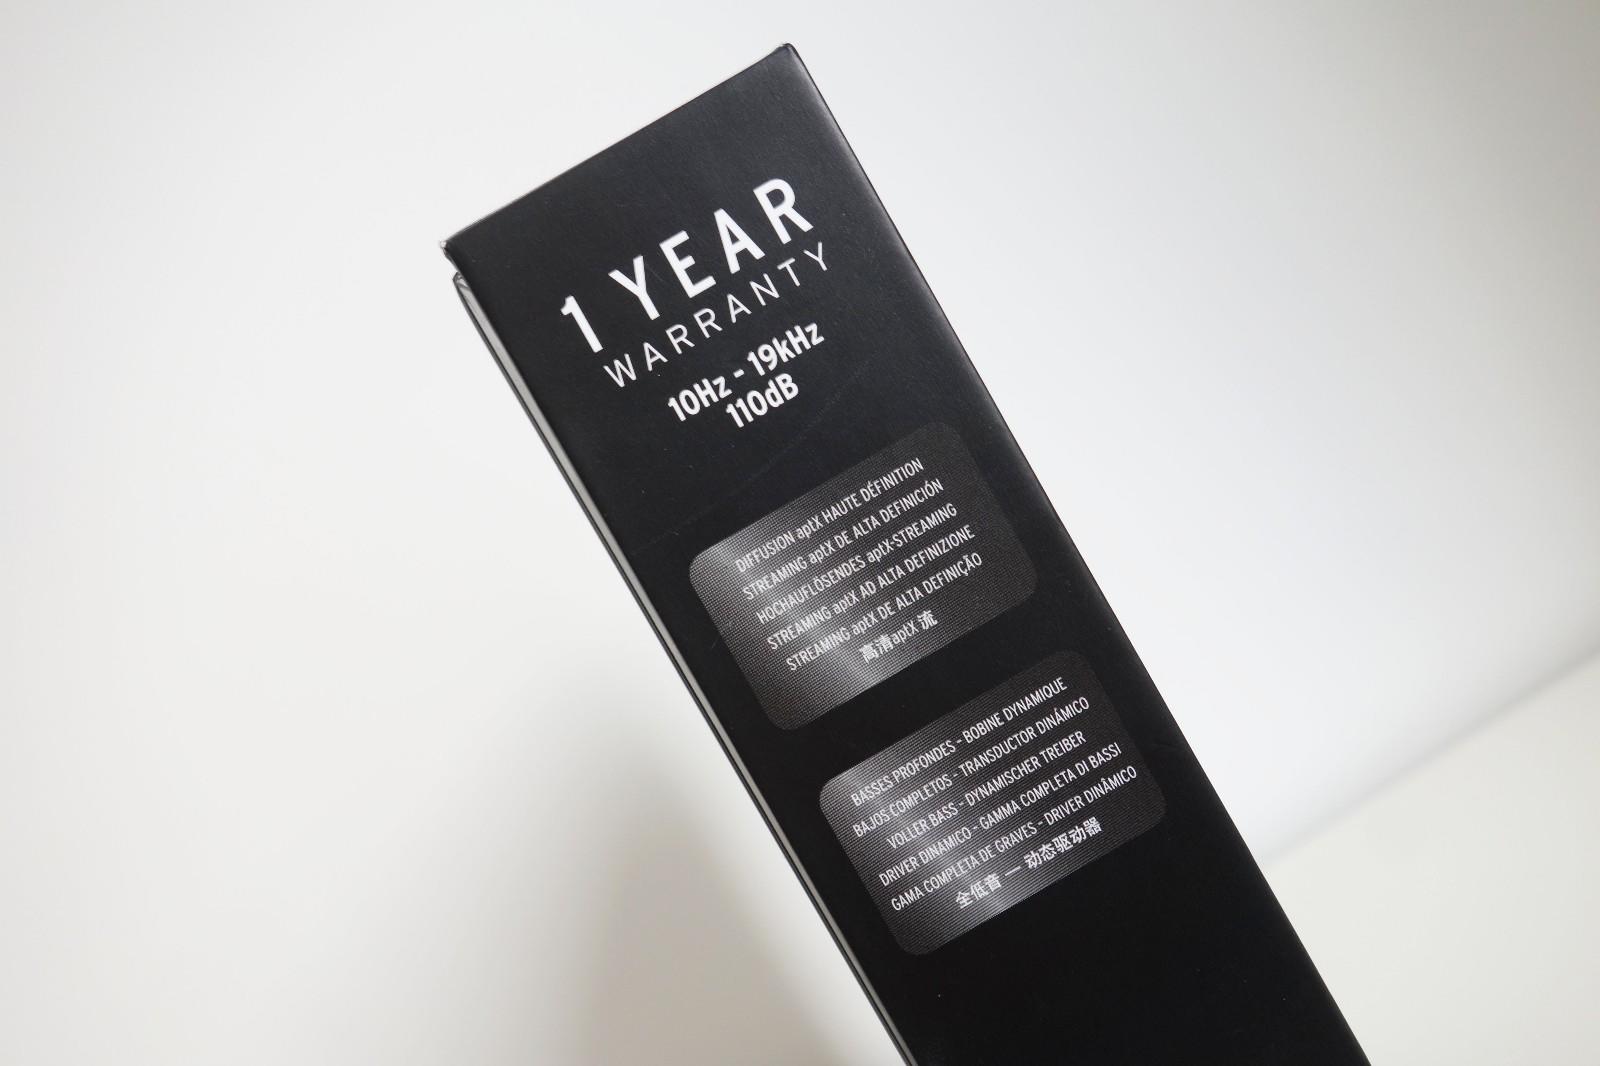 1 YEAR
WARRANTY
10Hz - 19kHz
110dB
DIFFUSION aptX HAUTE DÉFINITION
STREAMING aptX DE ALTA DEFINICIÓN
HOCHAUFLÖSENDES aptX-STREAMING
STREAMING aptX AD ALTA DEFINIZIONE
STREAMING aptX DE ALTA DEFINIÇÃO
高清aptX 流
BASSES PROFONDES - BOBINE DYNAMIQUE
BAJOS COMPLETOS - TRANSDUCTOR DINÁMICO
VOLLER BASS - DYNAMISCHER TREIBER
DRIVER DINAMICO - GAMMA COMPLETA DI BASSI
GAMA COMPLETA DE GRAVES - DRIVER DINÂMICO
全低音 — 动态驱动器